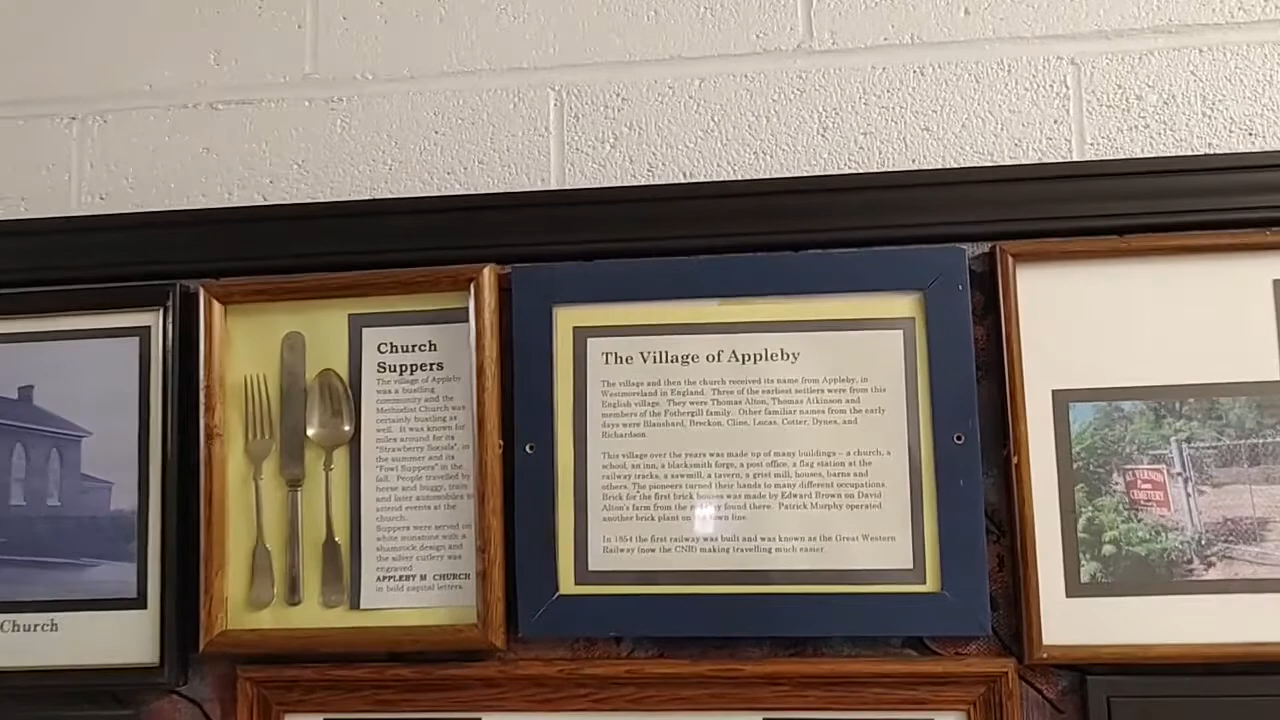 Church
Church
Suppers
The village of Appleby
was a bustling
community and the
Methodist Church was
certainly bustling as
well. It was known for
miles around for its
"Strawberry Socials", in
the summer and its
"Fowl Suppers" in the
fall. People travelled by
horse and buggy, train
and later automobiles to
attend events at the
church.
Suppers were served on
white ironstone with a
shamrock design and
the silver cutlery was
engraved
APPLEBY M CHURCH
in bold capital letters.
The Village of Appleby
The village and then the church received its name from Appleby, in
Westmoreland in England. Three of the earliest settlers were from this
English village. They were Thomas Alton, Thomas Atkinson and
members of the Fothergill family. Other familiar names from the early
days were Blanshard, Breckon, Cline, Lucas, Cotter, Dynes, and
Richardson.
This village over the years was made up of many buildings – a church, a
school, an inn, a blacksmith forge, a post office, a flag station at the
railway tracks, a sawmill, a tavern, a grist mill, houses, barns and
others. The pioneers turned their hands to many different occupations.
Brick for the first brick houses was made by Edward Brown on David
Alton's farm from the clay found there. Patrick Murphy operated
another brick plant on town line.
In 1854 the first railway was built and was known as the Great Western
Railway (now the CNR) making travelling much easier.
VERNON
CEMETERY